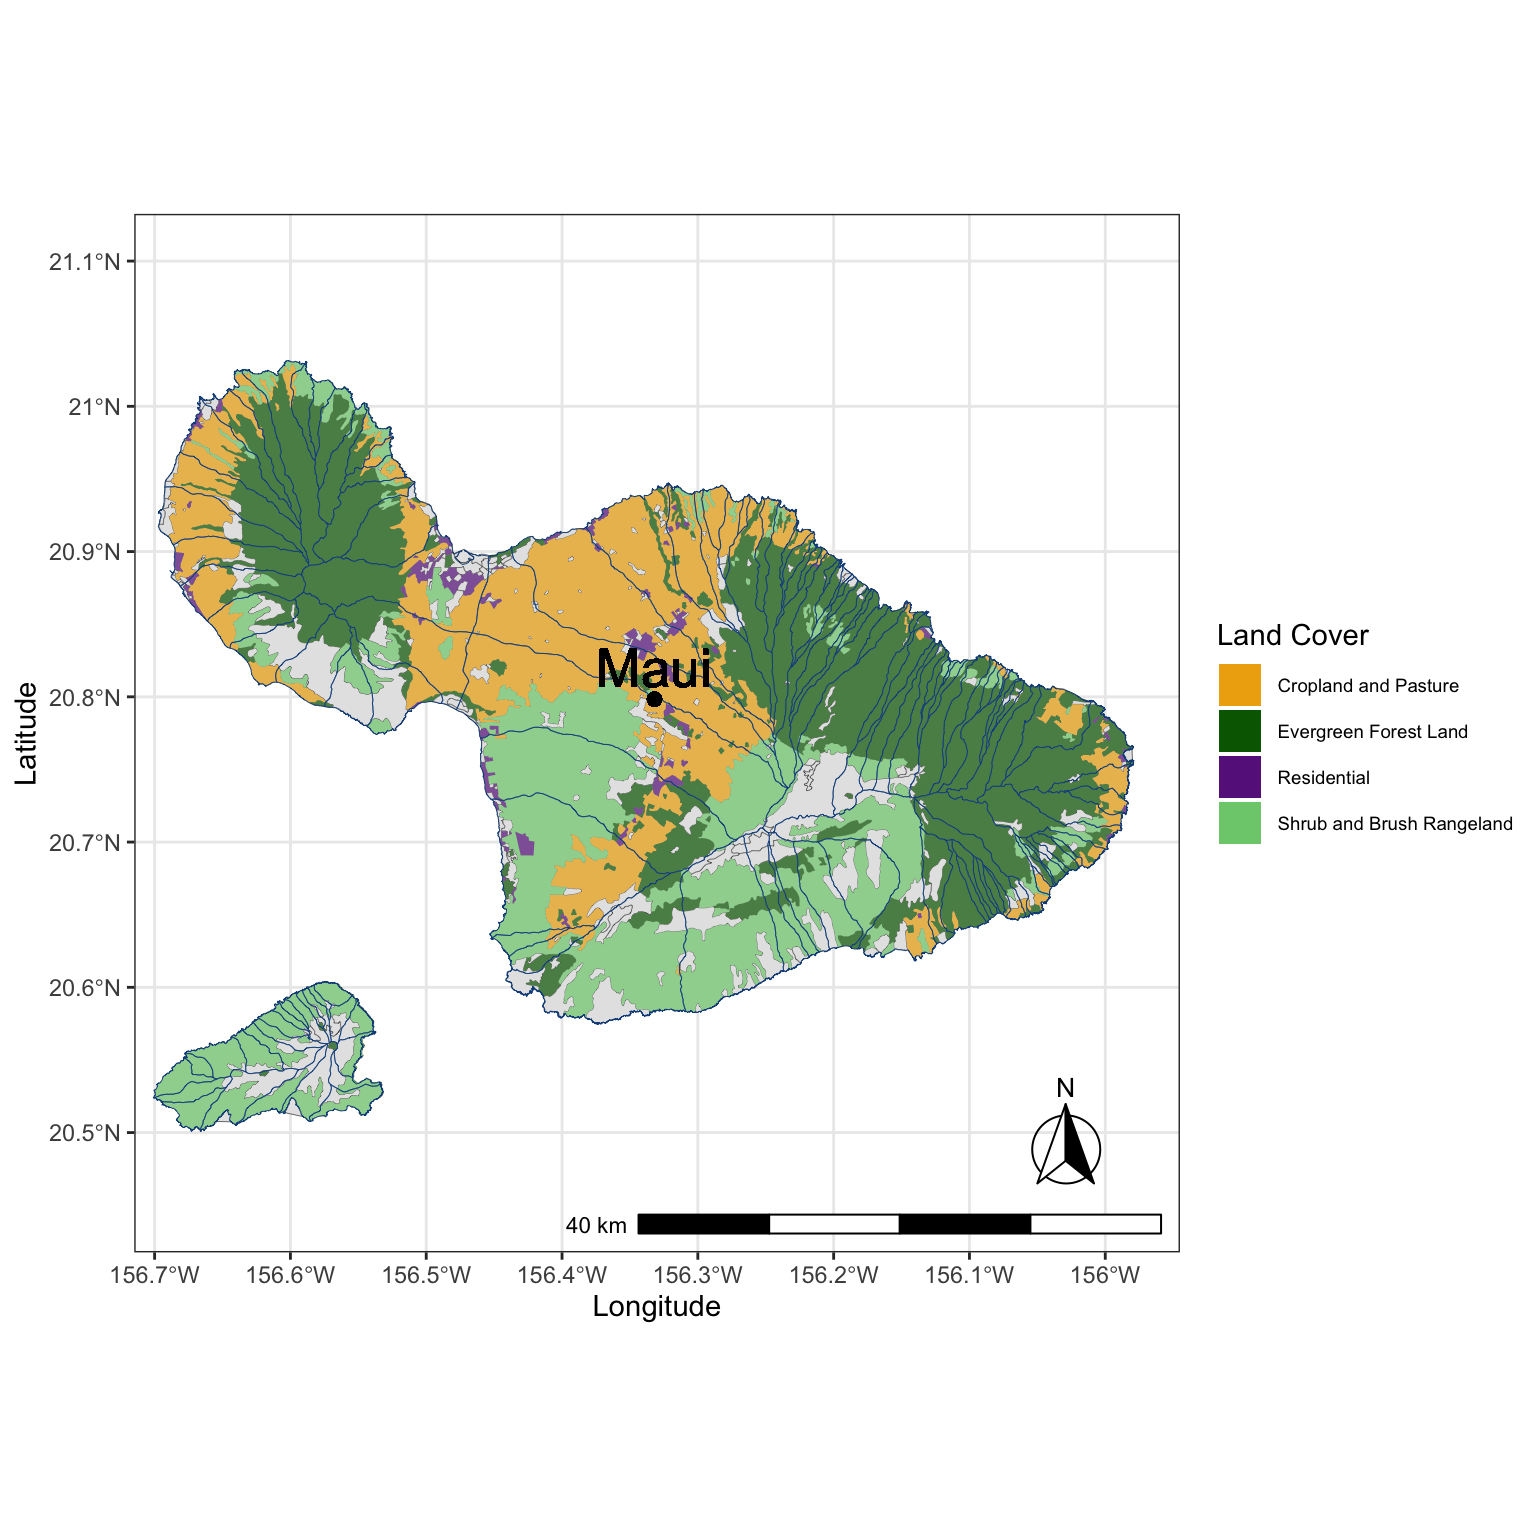 Latitude
21.1°N
21°N
20.9°N
20.8°N
20.7°N
20.6°N
20.5°N
Maui
N
40 km
156.7°W
156.6°W
156.5°W
156.4°W
156.3°W
156.2°W
156.1°W
156°W
Longitude
Land Cover
Cropland and Pasture
Evergreen Forest Land
Residential
Shrub and Brush Rangeland